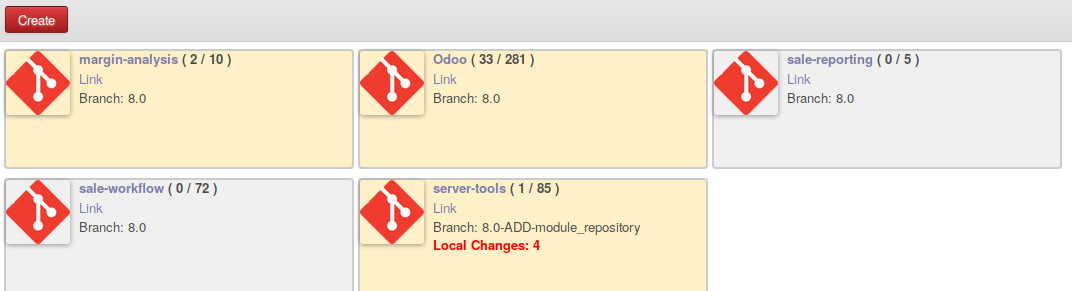 Create
margin-analysis ( 2 / 10 )
Link
Branch: 8.0
Odoo ( 33 / 281 )
Link
Branch: 8.0
sale-reporting ( 0 / 5 )
Link
Branch: 8.0
sale-workflow ( 0 / 72 )
Link
Branch: 8.0
server-tools ( 1 / 85 )
Link
Branch: 8.0-ADD-module_repository
Local Changes: 4